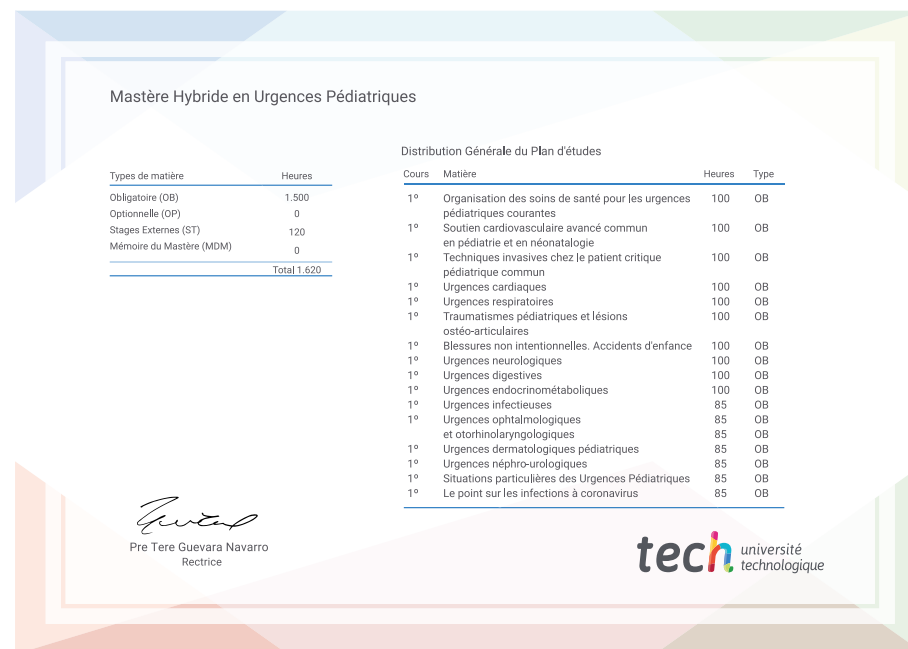 Mastère Hybride en Urgences Pédiatriques
Types de matière Heures
Obligatoire (OB) 1.500
Optionnelle (OP) 0
Stages Externes (ST) 120
Mémoire du Mastère (MDM) 0
Total 1.620
Distribution Générale du Plan d'études
Cours Matière Heures Type
1º Organisation des soins de santé pour les urgences 100 OB
pédiatriques courantes
1º Soutien cardiovasculaire avancé commun 100 OB
en pédiatrie et en néonatalogie
1º Techniques invasives chez le patient critique 100 OB
pédiatrique commun
1º Urgences cardiaques 100 OB
1º Urgences respiratoires 100 OB
1º Traumatismes pédiatriques et lésions 100 OB
ostéo-articulaires
1º Blessures non intentionnelles. Accidents d'enfance 100 OB
1º Urgences neurologiques 100 OB
1º Urgences digestives 100 OB
1º Urgences endocrinométaboliques 100 OB
1º Urgences infectieuses 85 OB
1º Urgences ophtalmologiques 85 OB
et otorhinolaryngologiques 85 OB
1º Urgences dermatologiques pédiatriques 85 OB
1º Urgences néphro-urologiques 85 OB
1º Situations particulières des Urgences Pédiatriques 85 OB
1º Le point sur les infections à coronavirus 85 OB
Pre Tere Guevara Navarro
Rectrice
tech université
technologique